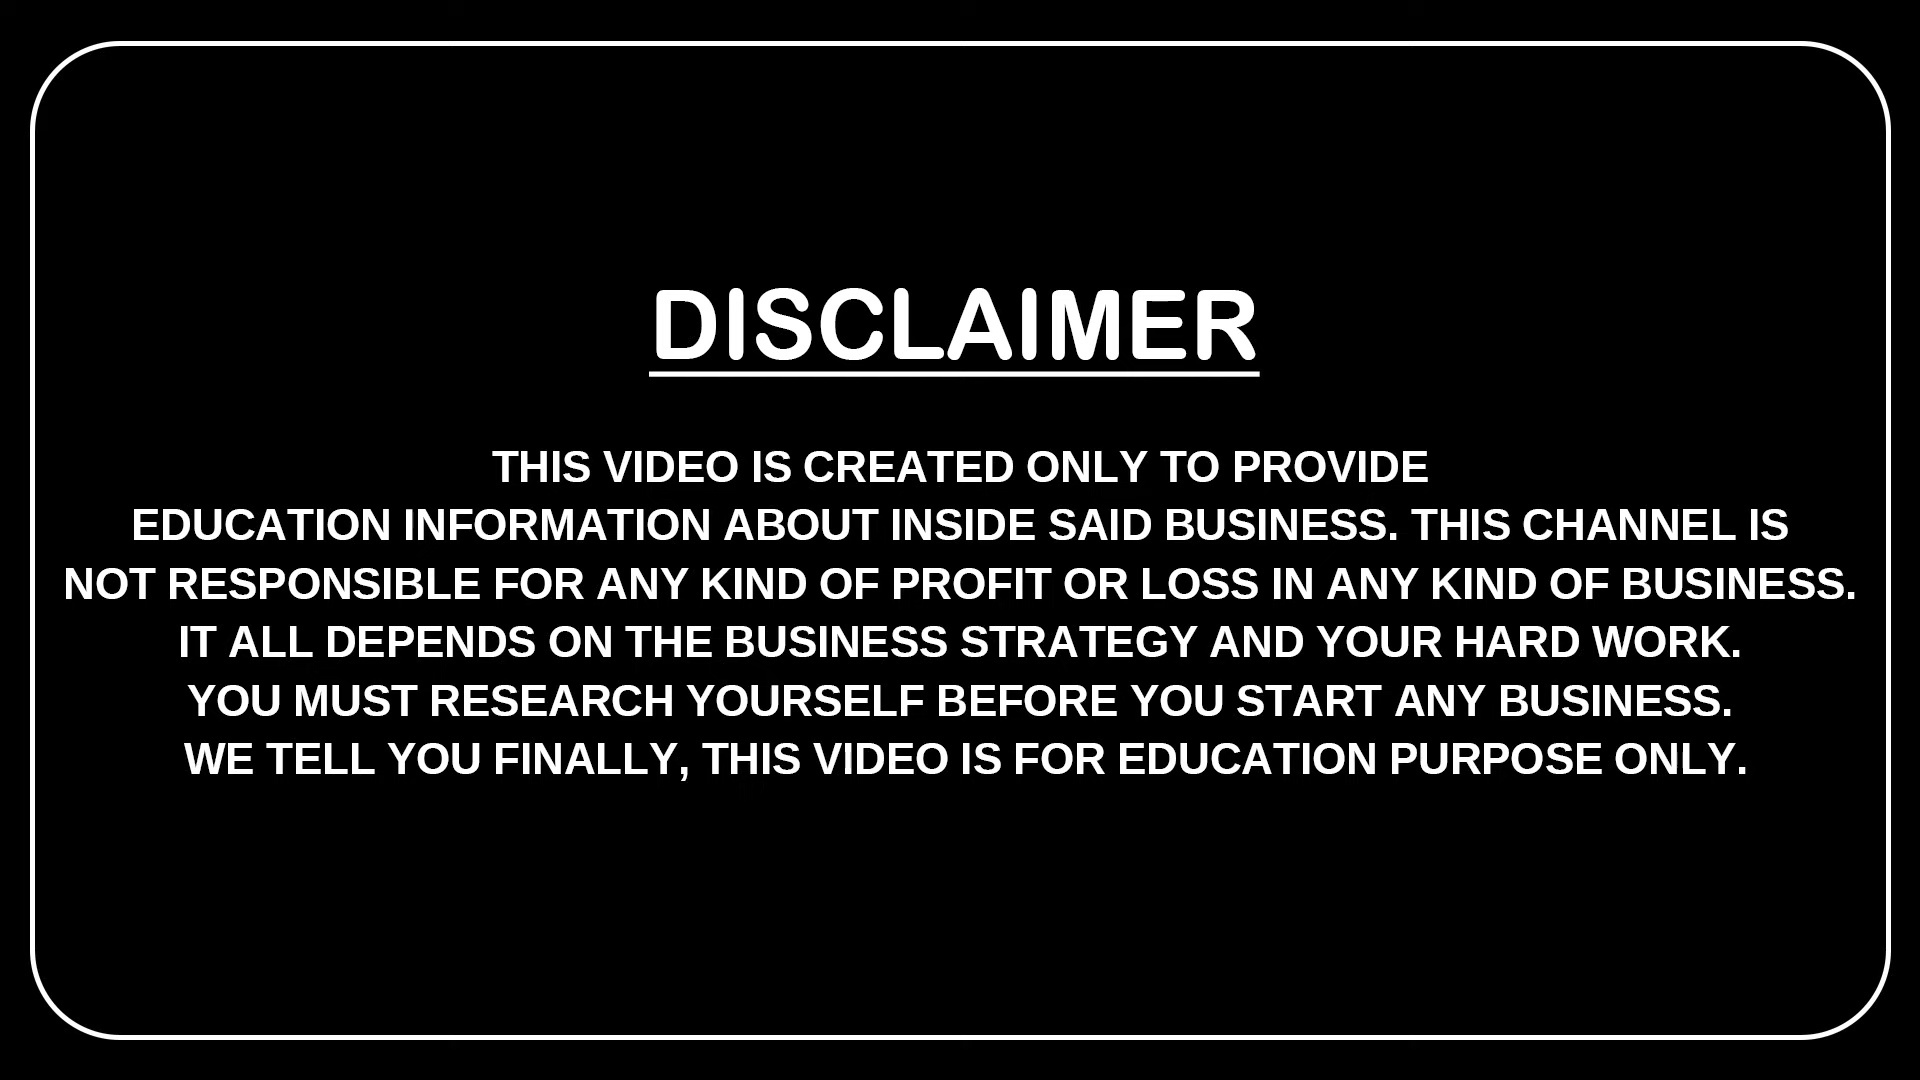 DISCLAIMER
THIS VIDEO IS CREATED ONLY TO PROVIDE
EDUCATION INFORMATION ABOUT INSIDE SAID BUSINESS. THIS CHANNEL IS
NOT RESPONSIBLE FOR ANY KIND OF PROFIT OR LOSS IN ANY KIND OF BUSINESS.
IT ALL DEPENDS ON THE BUSINESS STRATEGY AND YOUR HARD WORK.
YOU MUST RESEARCH YOURSELF BEFORE YOU START ANY BUSINESS.
WE TELL YOU FINALLY, THIS VIDEO IS FOR EDUCATION PURPOSE ONLY.